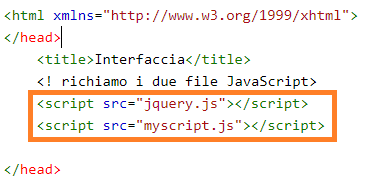 <html xmlns="http://www.w3.org/1999/xhtml">
</head>
<title>Interfaccia</title>
<! richiamo i due file JavaScript>
<script src="jquery.js"></script>
<script src="myscript.js"></script>
</head>